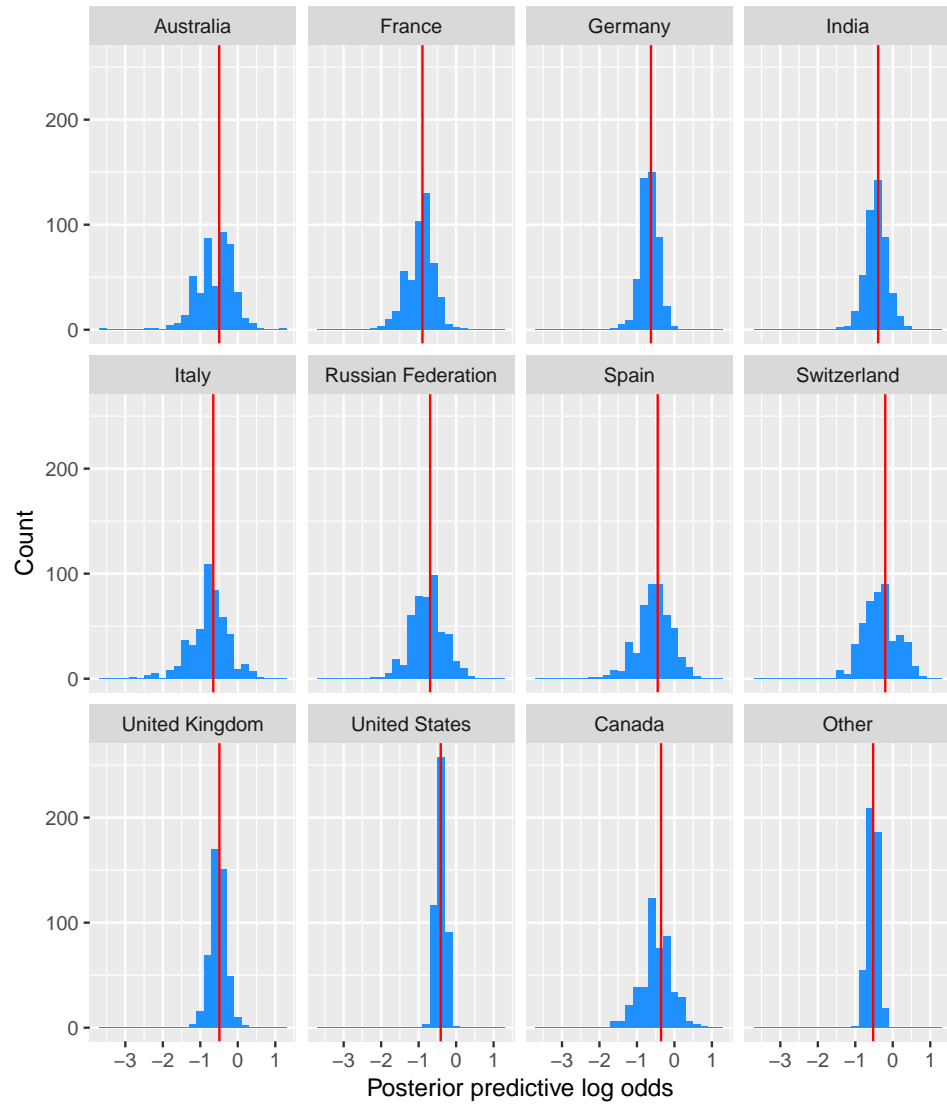 Australia France Germany India
200
100
0
Italy Russian Federation Spain Switzerland
200
100
0
Count
United Kingdom United States Canada Other
200
100
0
−3 −2 −1 0 1 −3 −2 −1 0 1 −3 −2 −1 0 1 −3 −2 −1 0 1
Posterior predictive log odds